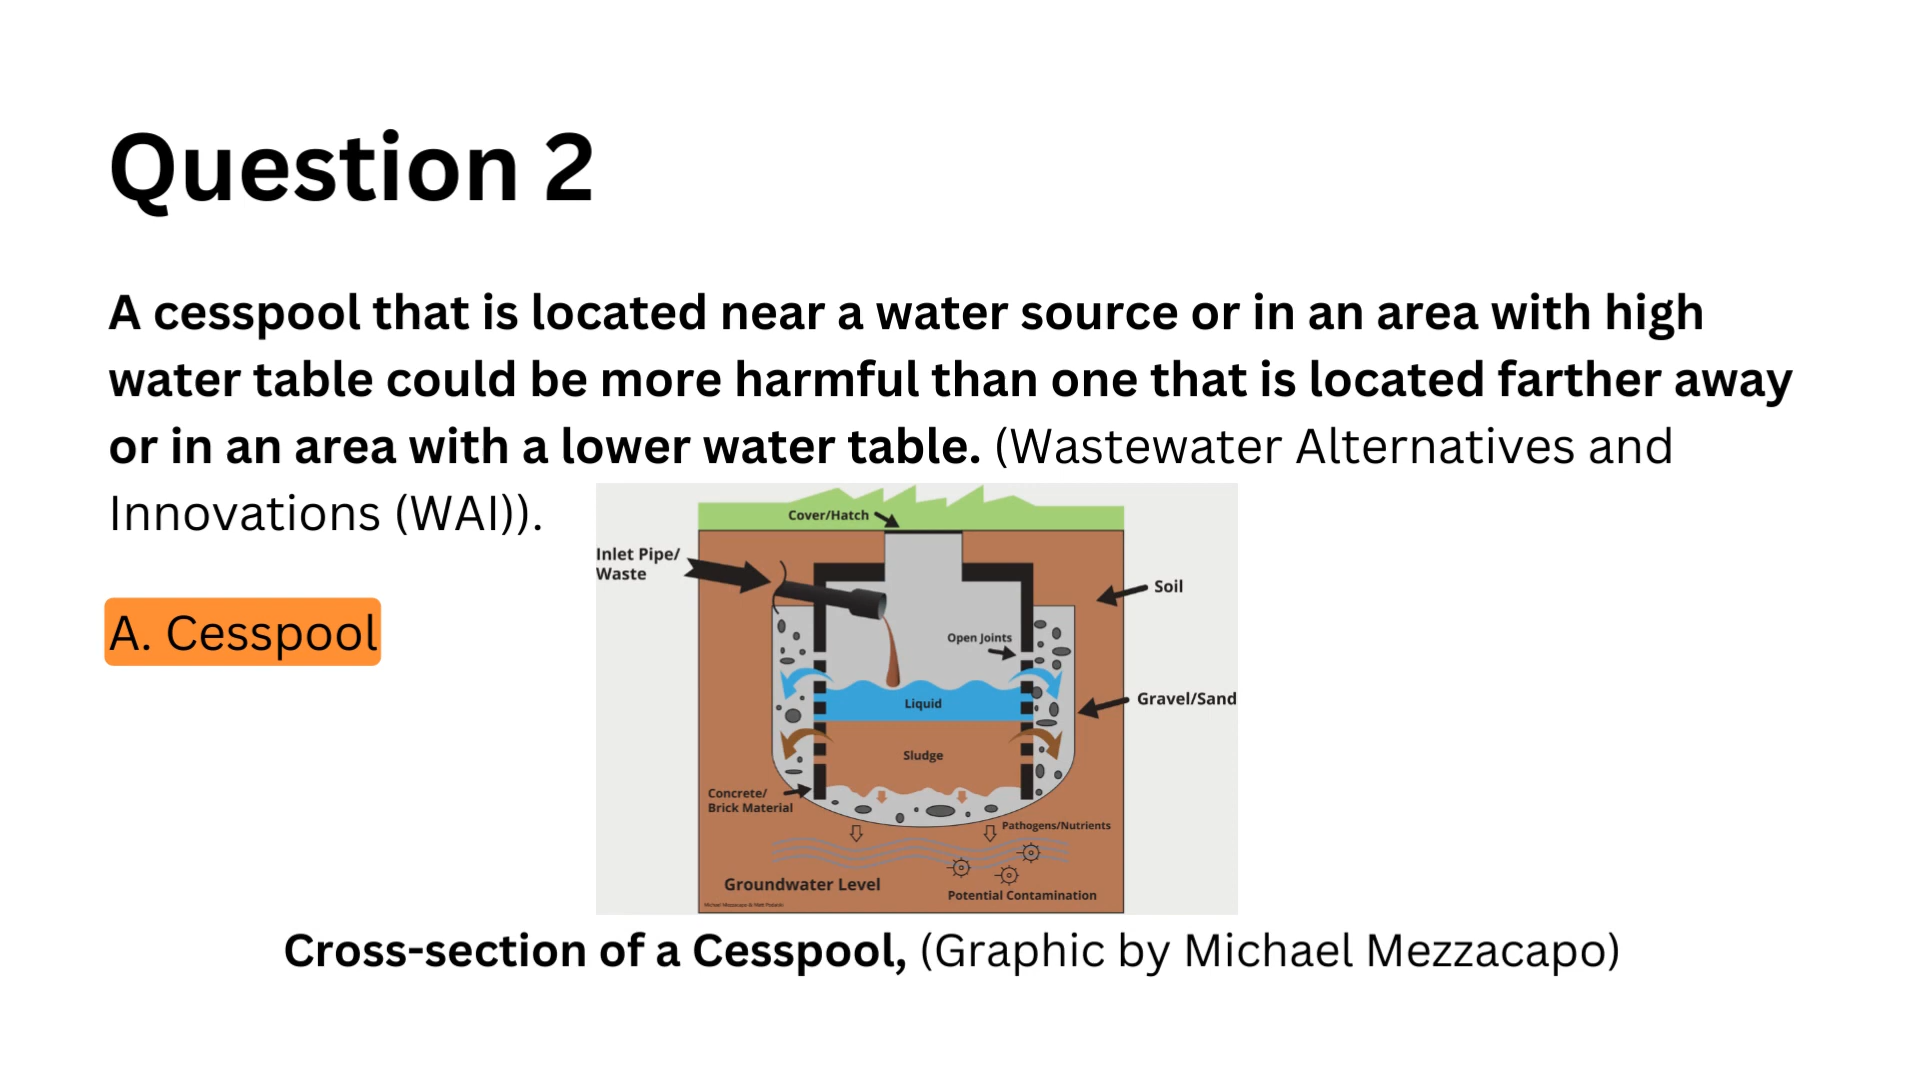 Question 2
A cesspool that is located near a water source or in an area with high
water table could be more harmful than one that is located farther away
or in an area with a lower water table. (Wastewater Alternatives and
Innovations (WAI)).
A. Cesspool
Cover/Hatch
Inlet Pipe/
Waste
Soil
Open Joints
Liquid
Gravel/Sand
Sludge
Concrete/
Brick Material
Pathogens/Nutrients
Groundwater Level
Potential Contamination
Cross-section of a Cesspool, (Graphic by Michael Mezzacapo)